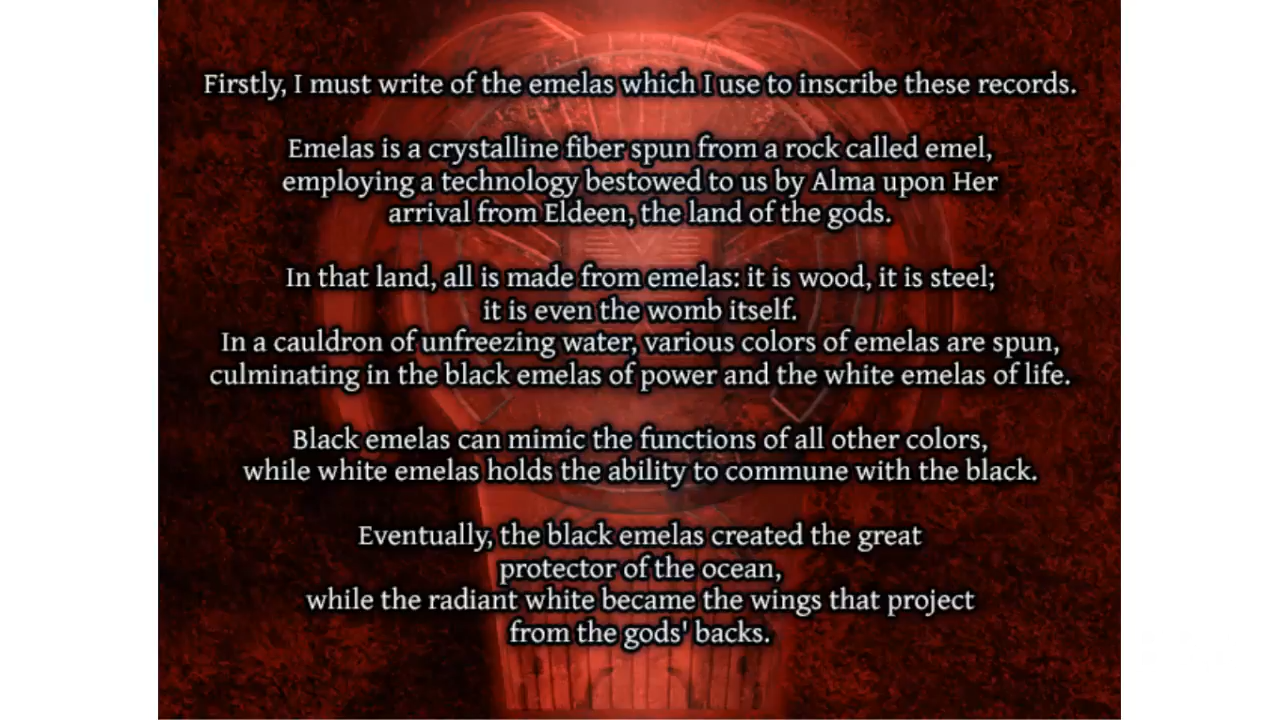 Firstly, I must write of the emelas which I use to inscribe these records.
Emelas is a crystalline fiber spun from a rock called emel,
employing a technology bestowed to us by Alma upon Her
arrival from Eldeen, the land of the gods.
In that land, all is made from emelas: it is wood, it is steel;
it is even the womb itself.
In a cauldron of unfreezing water, various colors of emelas are spun,
culminating in the black emelas of power and the white emelas of life.
Black emelas can mimic the functions of all other colors,
while white emelas holds the ability to commune with the black.
Eventually, the black emelas created the great
protector of the ocean,
while the radiant white became the wings that project
from the gods' backs.